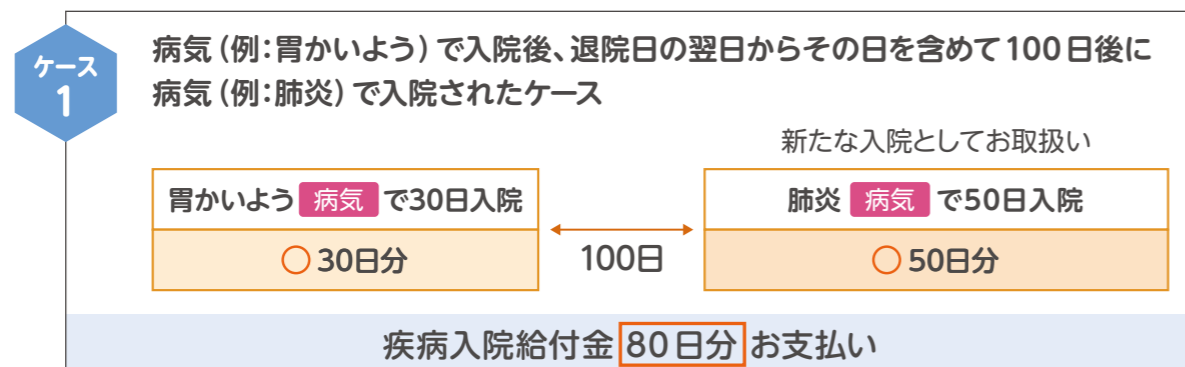 ケース
1
病気（例：胃かいよう）で入院後、退院日の翌日からその日を含めて100日後に
病気（例：肺炎）で入院されたケース
新たな入院としてお取扱い
胃かいよう 病気 で30日入院
肺炎 病気 で50日入院
○30日分
100日
○50日分
疾病入院給付金 80日分 お支払い